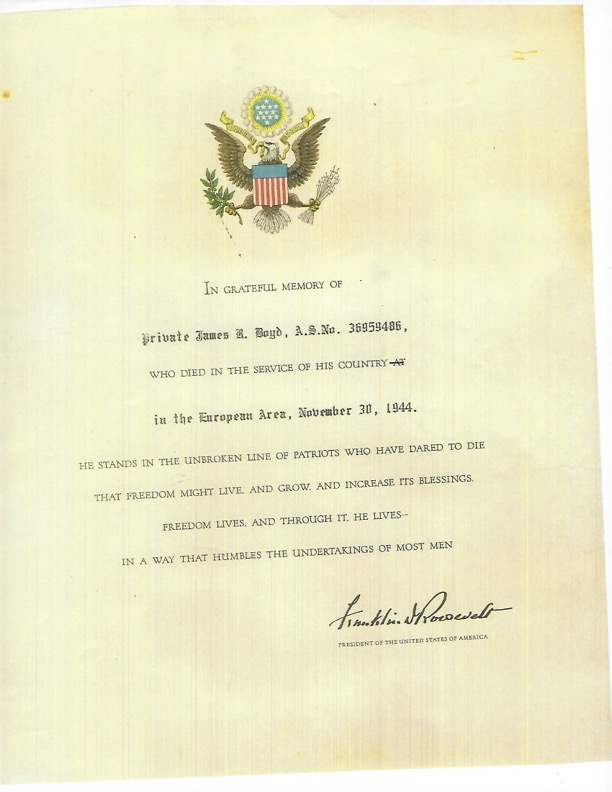 IN GRATEFUL MEMORY OF
Private James R. Boyd, A.S.No. 36959486,
WHO DIED IN THE SERVICE OF HIS COUNTRY AT
in the European Area, November 30, 1944.
HE STANDS IN THE UNBROKEN LINE OF PATRIOTS WHO HAVE DARED TO DIE
THAT FREEDOM MIGHT LIVE, AND GROW, AND INCREASE ITS BLESSINGS.
FREEDOM LIVES, AND THROUGH IT, HE LIVES—
IN A WAY THAT HUMBLES THE UNDERTAKINGS OF MOST MEN
Franklin D Roosevelt
PRESIDENT OF THE UNITED STATES OF AMERICA